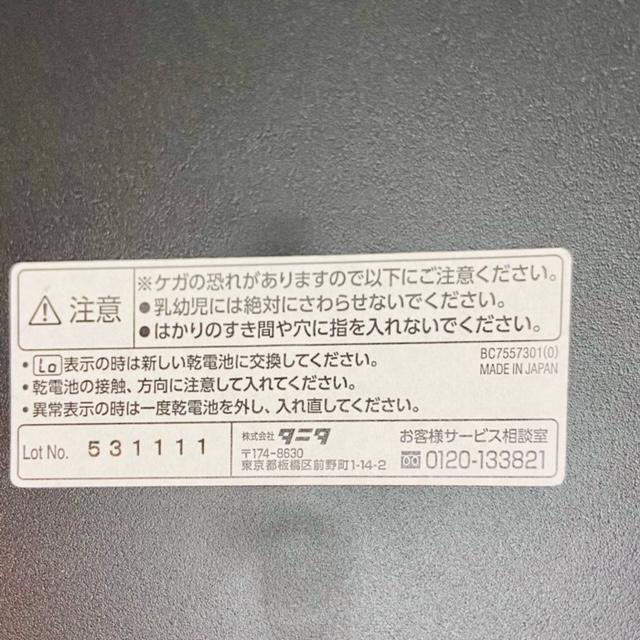 注意
※ケガの恐れがありますので以下にご注意ください。
●乳幼児には絶対にさわらせないでください。
●はかりのすき間や穴に指を入れないでください。
・Lo表示の時は新しい乾電池に交換してください。
・乾電池の接触、方向に注意して入れてください。
・異常表示の時は一度乾電池を外し、入れ直してください。
BC7557301(0)
MADE IN JAPAN
Lot No. 531111
株式会社 タニタ
〒174-8630
東京都板橋区前野町1-14-2
お客様サービス相談室
0120-133821